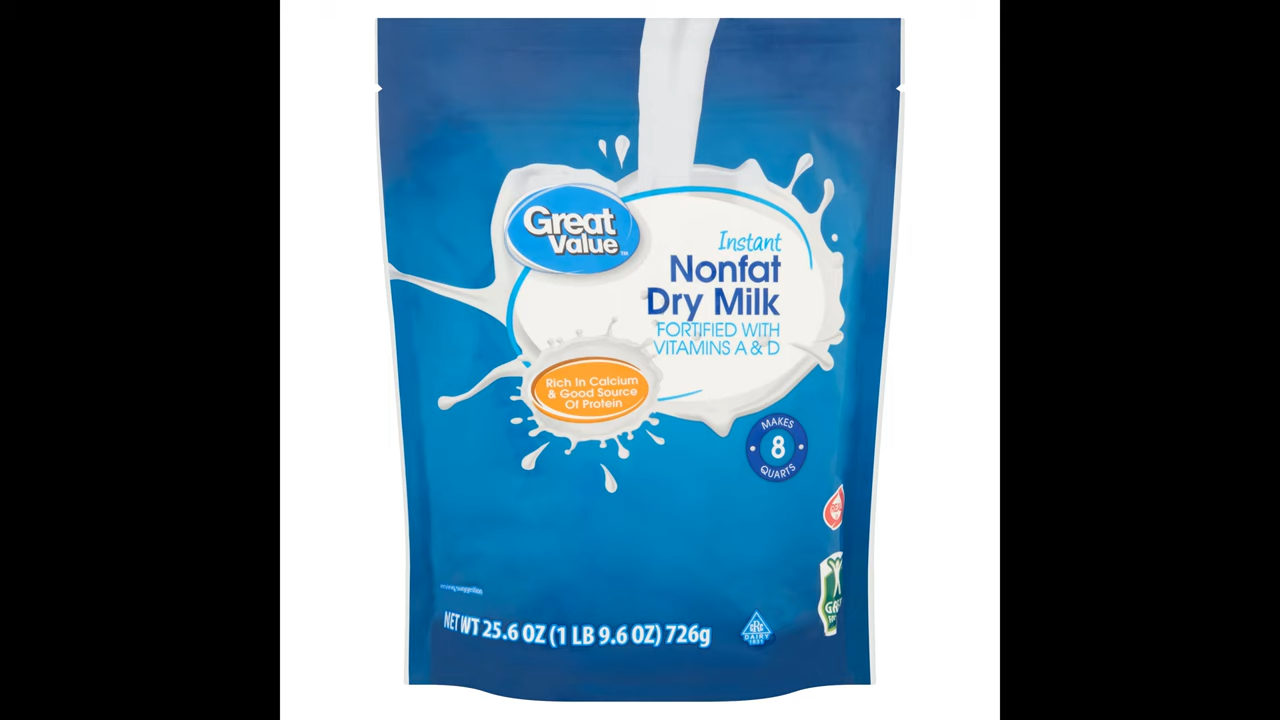 Great
Value™
Instant
Nonfat
Dry Milk
FORTIFIED WITH
VITAMINS A & D
Rich In Calcium
& Good Source
Of Protein
MAKES
8
QUARTS
NET WT 25.6 OZ (1 LB 9.6 OZ) 726g
DAIRY